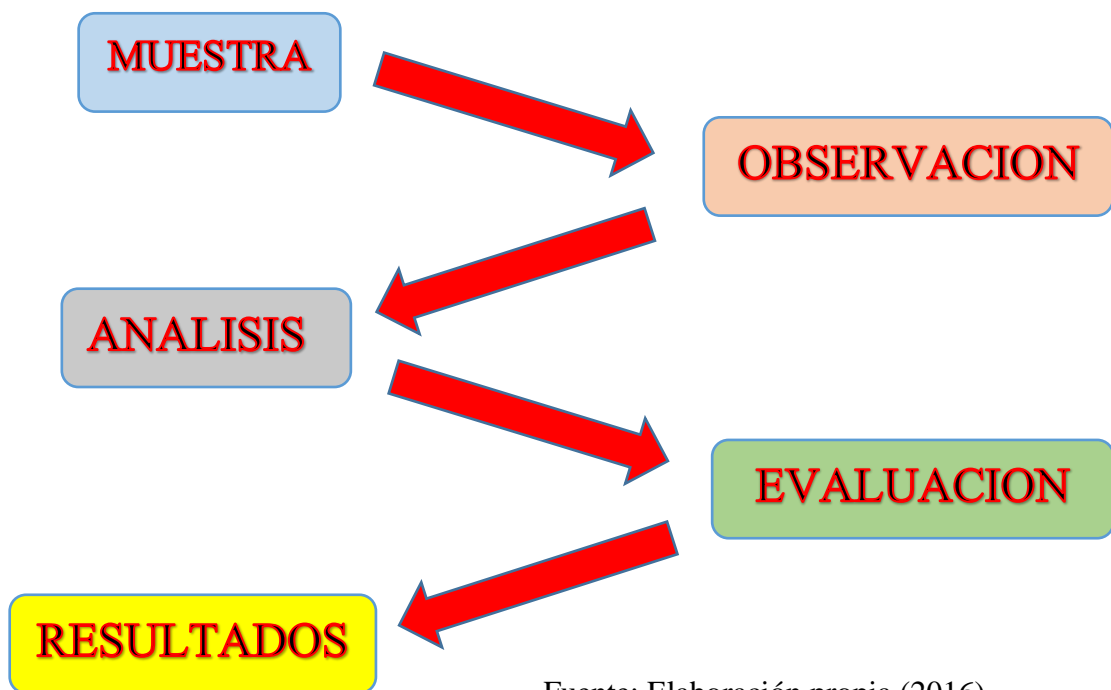 MUESTRA
OBSERVACION
ANALISIS
EVALUACION
RESULTADOS
Fuente: Elaboración propia (2016)